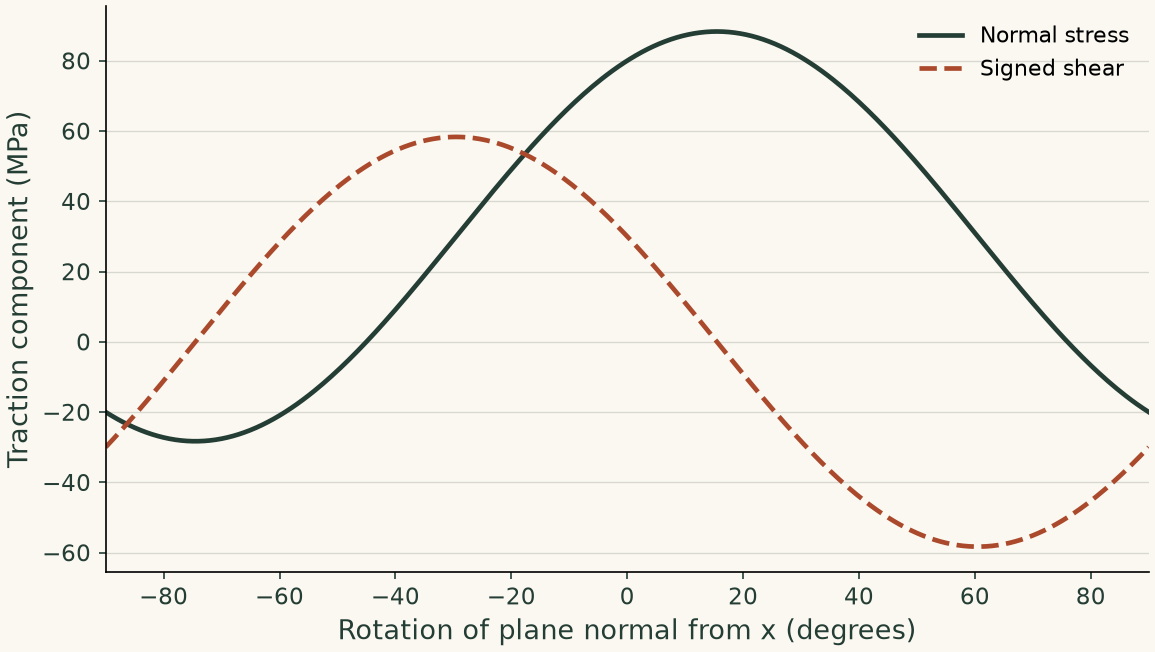 Normal stress
Signed shear
Traction component (MPa)
80
60
40
20
0
−20
−40
−60
−80 −60 −40 −20 0 20 40 60 80
Rotation of plane normal from x (degrees)